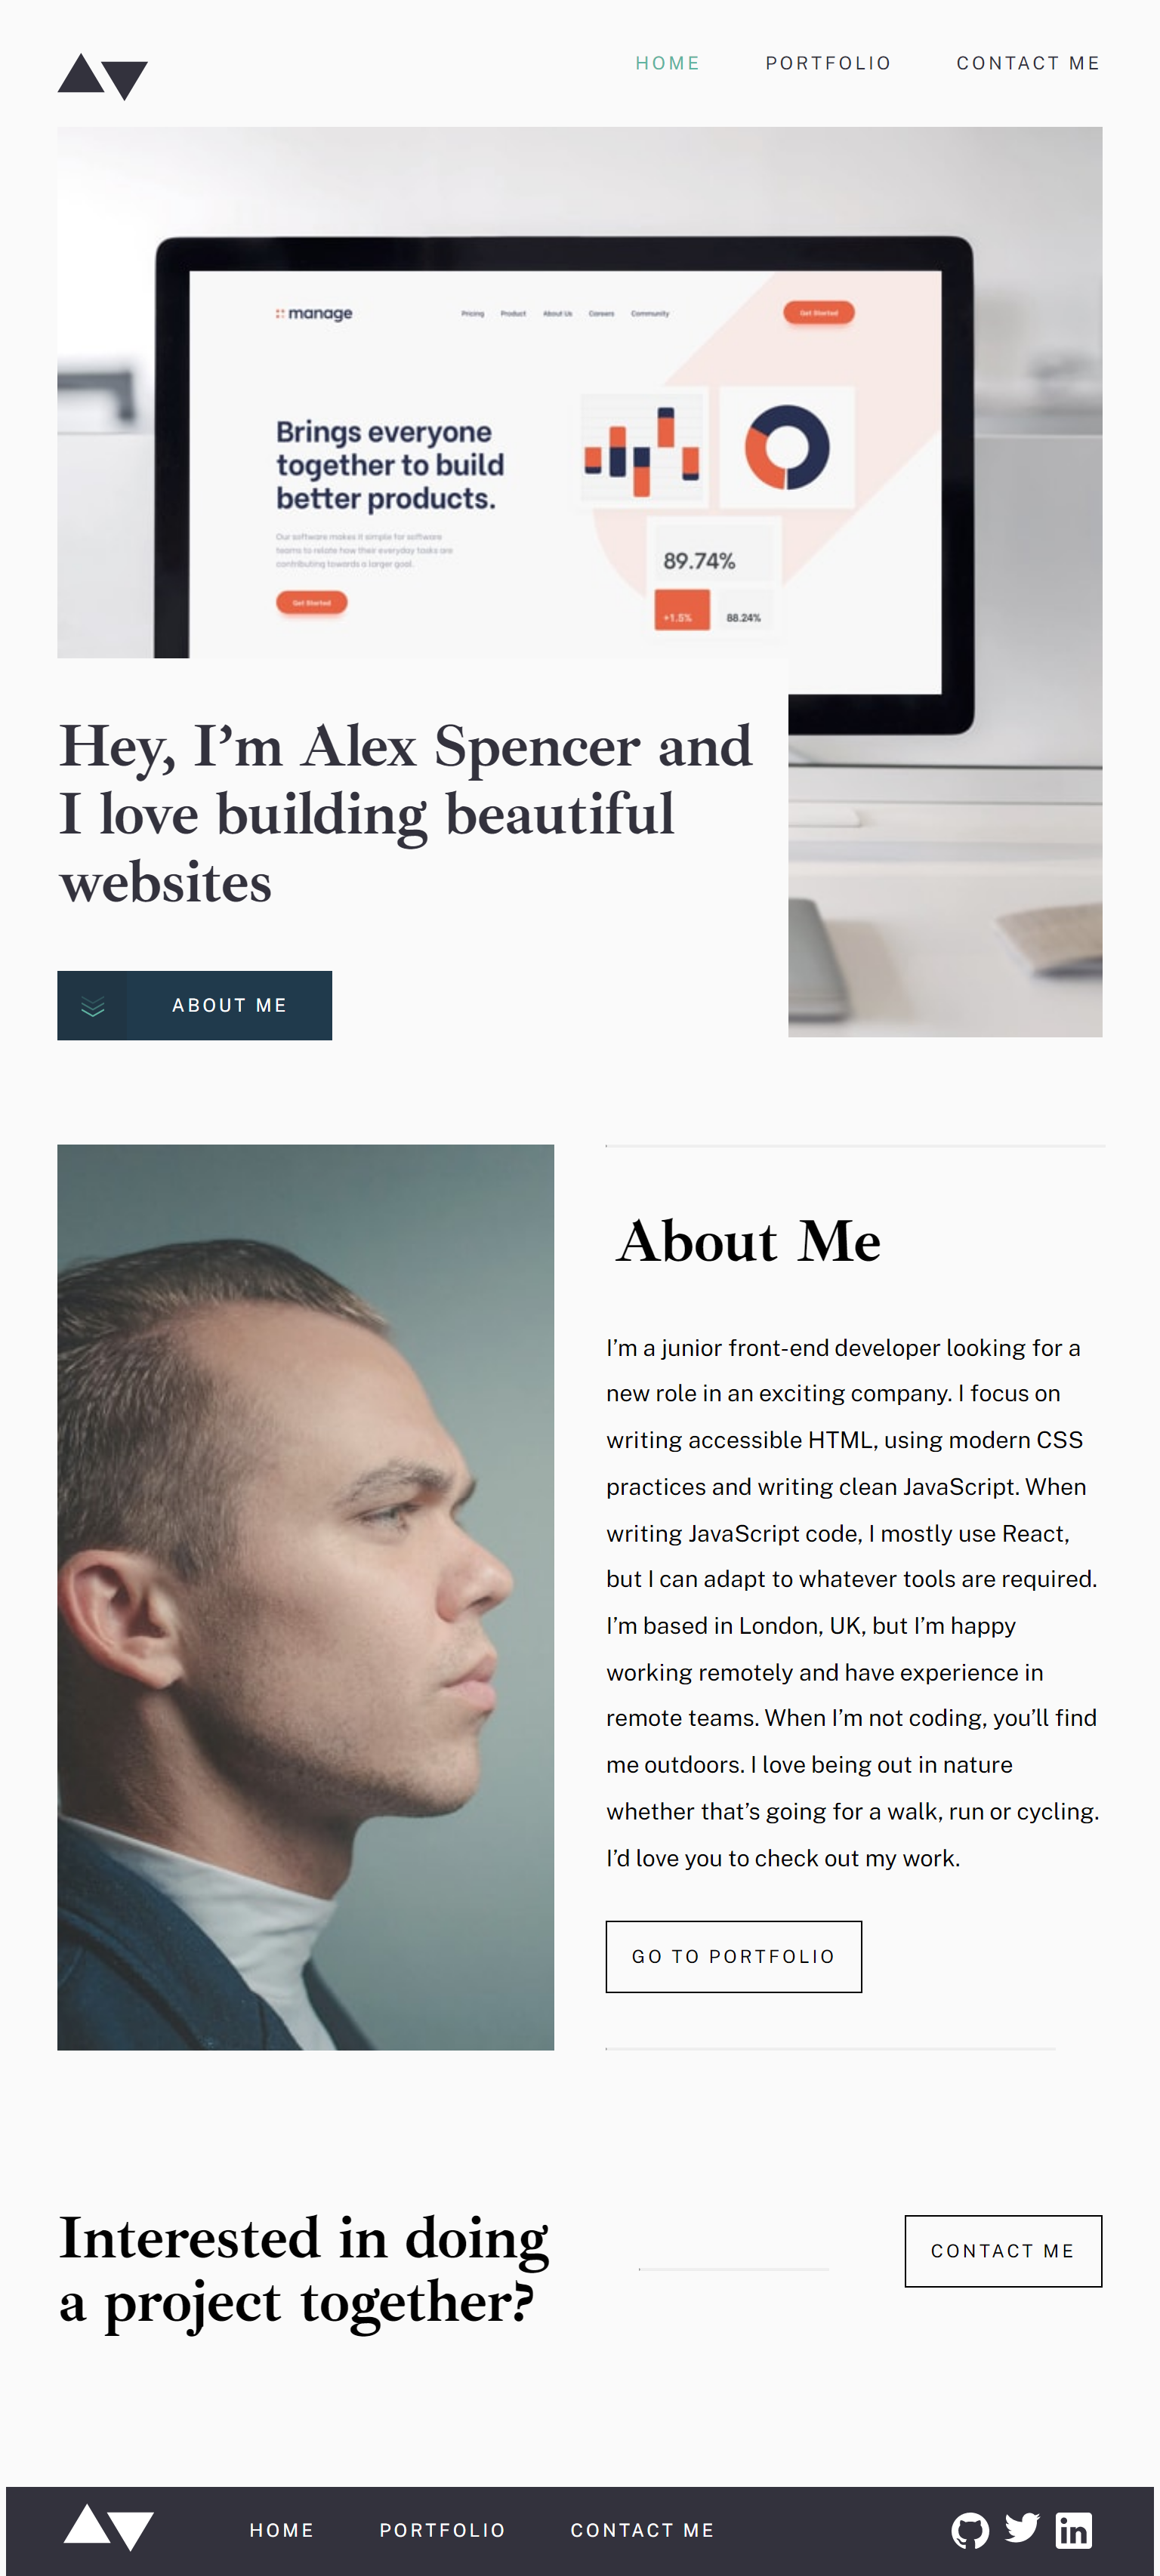 HOME PORTFOLIO CONTACT ME
manage Pricing Product About Us Careers Community Get Started
Brings everyone
together to build
better products.
Our software makes it simple for software
teams to relate how their everyday tasks are
contributing towards a larger goal.
Get Started
89.74%
+1.5% 88.24%
Hey, I’m Alex Spencer and
I love building beautiful
websites
ABOUT ME
About Me
I’m a junior front-end developer looking for a
new role in an exciting company. I focus on
writing accessible HTML, using modern CSS
practices and writing clean JavaScript. When
writing JavaScript code, I mostly use React,
but I can adapt to whatever tools are required.
I’m based in London, UK, but I’m happy
working remotely and have experience in
remote teams. When I’m not coding, you’ll find
me outdoors. I love being out in nature
whether that’s going for a walk, run or cycling.
I’d love you to check out my work.
GO TO PORTFOLIO
Interested in doing
a project together?
CONTACT ME
HOME PORTFOLIO CONTACT ME
in